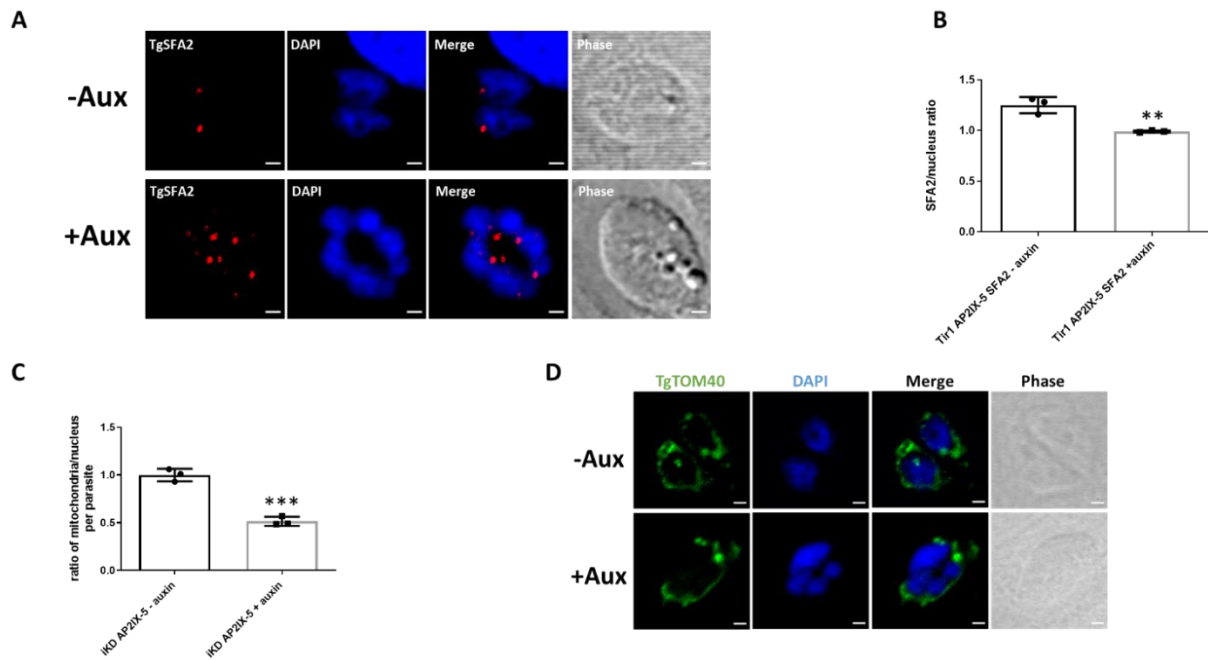 A
TgSFA2 DAPI Merge Phase
-Aux
TgSFA2 DAPI Merge Phase
+Aux
B
SFA2/nucleus ratio
1.5
1.0
0.5
0.0
**
Tir1 AP2IX-5 SFA2 - auxin
Tir1 AP2IX-5 SFA2 +auxin
C
ratio of mitochondria/nucleus
per parasite
1.5
1.0
0.5
0.0
***
iKD AP2IX-5 - auxin
iKD AP2IX-5 + auxin
D
TgTOM40 DAPI Merge Phase
-Aux
+Aux